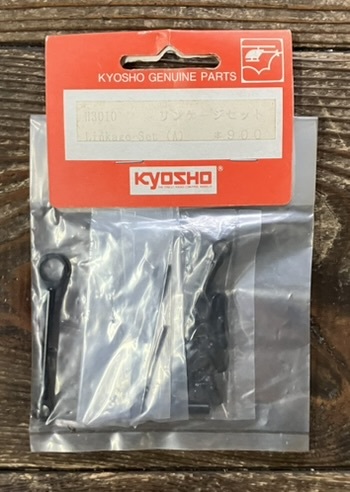 KYOSHO GENUINE PARTS
H3010 リンケージセット
Linkage Set (A) ¥900
KYOSHO